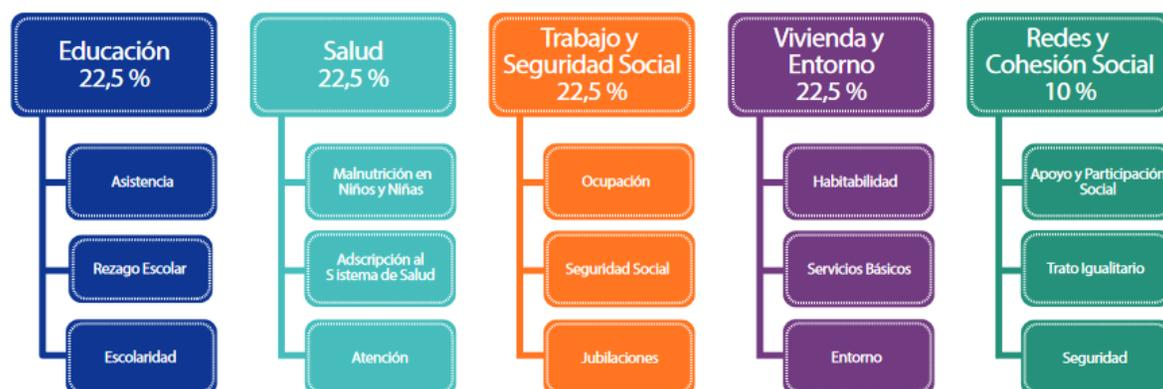 Educación
22,5 %
Salud
22,5 %
Trabajo y
Seguridad Social
22,5 %
Vivienda y
Entorno
22,5 %
Redes y
Cohesión Social
10 %
Asistencia
Malnutrición en
Niños y Niñas
Ocupación
Habitabilidad
Apoyo y Participación
Social
Rezago Escolar
Adscripción al
S istema de Salud
Seguridad Social
Servicios Básicos
Trato Igualitario
Escolaridad
Atención
Jubilaciones
Entorno
Seguridad